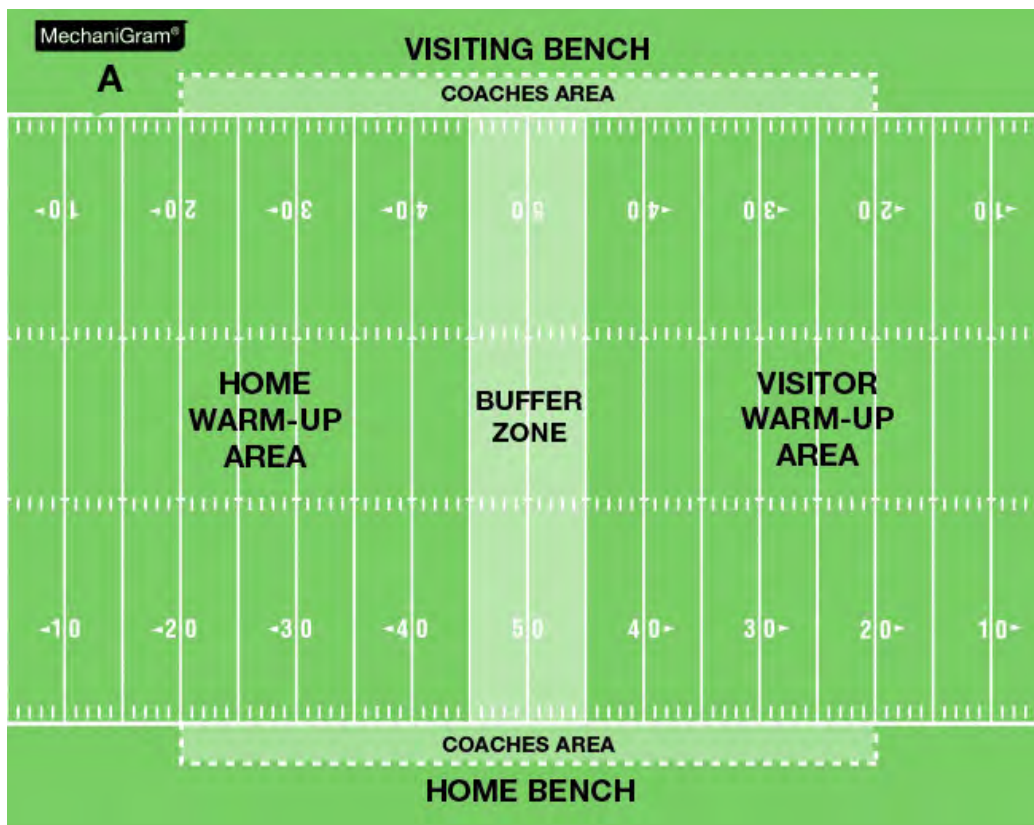 MechaniGram®
A
VISITING BENCH
COACHES AREA
◄10 ◄20 ◄30 ◄40 50 40► 30► 20► 10►
HOME
WARM-UP
AREA
BUFFER
ZONE
VISITOR
WARM-UP
AREA
◄10 ◄20 ◄30 ◄40 50 40► 30► 20► 10►
COACHES AREA
HOME BENCH